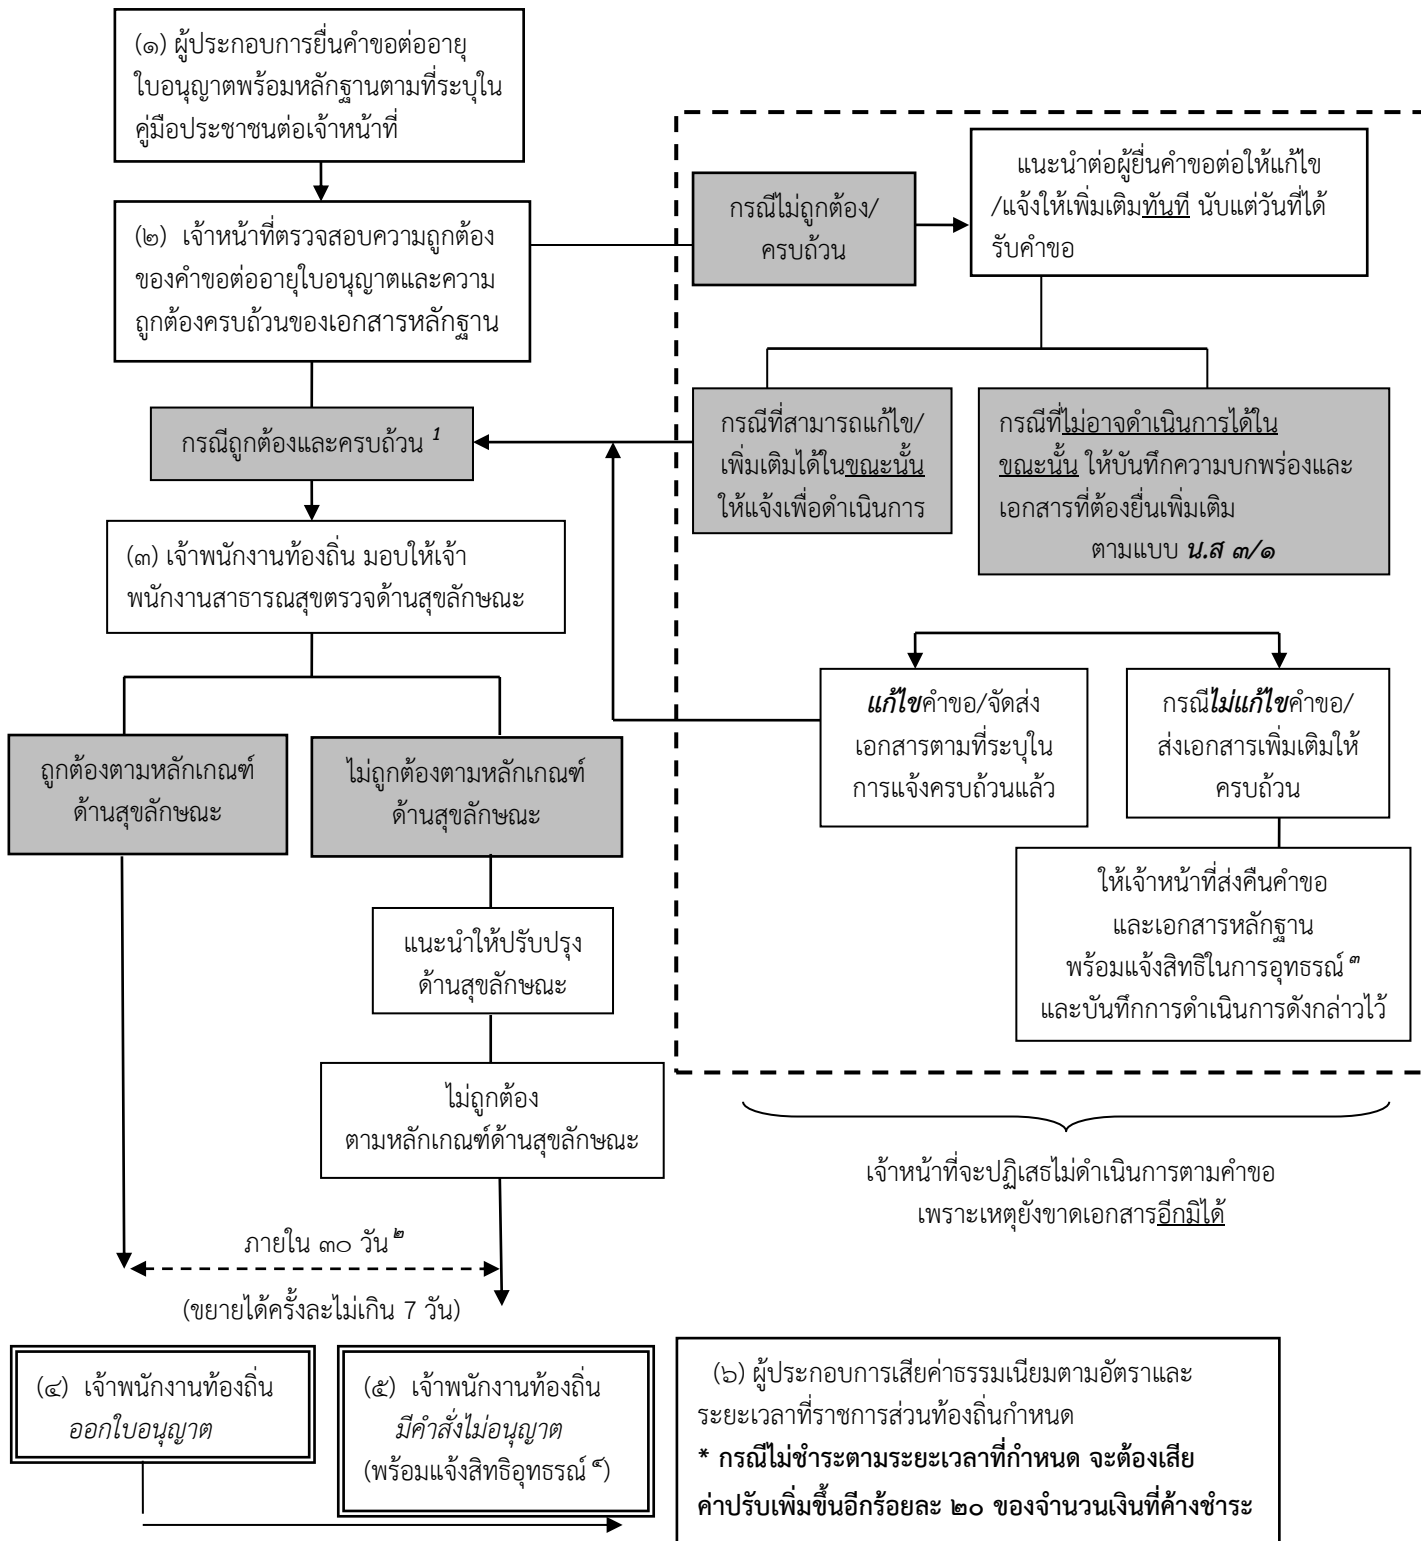 (๑) ผู้ประกอบการยื่นคำขอต่ออายุ
ใบอนุญาตพร้อมหลักฐานตามที่ระบุใน
คู่มือประชาชนต่อเจ้าหน้าที่
(๒) เจ้าหน้าที่ตรวจสอบความถูกต้อง
ของคำขอต่ออายุใบอนุญาตและความ
ถูกต้องครบถ้วนของเอกสารหลักฐาน
กรณีไม่ถูกต้อง/
ครบถ้วน
แนะนำต่อผู้ยื่นคำขอต่อให้แก้ไข
/แจ้งให้เพิ่มเติมทันที นับแต่วันที่ได้
รับคำขอ
กรณีถูกต้องและครบถ้วน 1
กรณีที่สามารถแก้ไข/
เพิ่มเติมได้ในขณะนั้น
ให้แจ้งเพื่อดำเนินการ
กรณีที่ไม่อาจดำเนินการได้ใน
ขณะนั้น ให้บันทึกความบกพร่องและ
เอกสารที่ต้องยื่นเพิ่มเติม
ตามแบบ น.ส ๓/๑
(๓) เจ้าพนักงานท้องถิ่น มอบให้เจ้า
พนักงานสาธารณสุขตรวจด้านสุขลักษณะ
แก้ไขคำขอ/จัดส่ง
เอกสารตามที่ระบุใน
การแจ้งครบถ้วนแล้ว
กรณีไม่แก้ไขคำขอ/
ส่งเอกสารเพิ่มเติมให้
ครบถ้วน
ถูกต้องตามหลักเกณฑ์
ด้านสุขลักษณะ
ไม่ถูกต้องตามหลักเกณฑ์
ด้านสุขลักษณะ
ให้เจ้าหน้าที่ส่งคืนคำขอ
และเอกสารหลักฐาน
พร้อมแจ้งสิทธิในการอุทธรณ์ ๓
และบันทึกการดำเนินการดังกล่าวไว้
แนะนำให้ปรับปรุง
ด้านสุขลักษณะ
ไม่ถูกต้อง
ตามหลักเกณฑ์ด้านสุขลักษณะ
เจ้าหน้าที่จะปฏิเสธไม่ดำเนินการตามคำขอ
เพราะเหตุยังขาดเอกสารอีกมิได้
ภายใน ๓๐ วัน ๒
(ขยายได้ครั้งละไม่เกิน 7 วัน)
(๔) เจ้าพนักงานท้องถิ่น
ออกใบอนุญาต
(๕) เจ้าพนักงานท้องถิ่น
มีคำสั่งไม่อนุญาต
(พร้อมแจ้งสิทธิอุทธรณ์ ๔)
(๖) ผู้ประกอบการเสียค่าธรรมเนียมตามอัตราและ
ระยะเวลาที่ราชการส่วนท้องถิ่นกำหนด
* กรณีไม่ชำระตามระยะเวลาที่กำหนด จะต้องเสีย
ค่าปรับเพิ่มขึ้นอีกร้อยละ ๒๐ ของจำนวนเงินที่ค้างชำระ